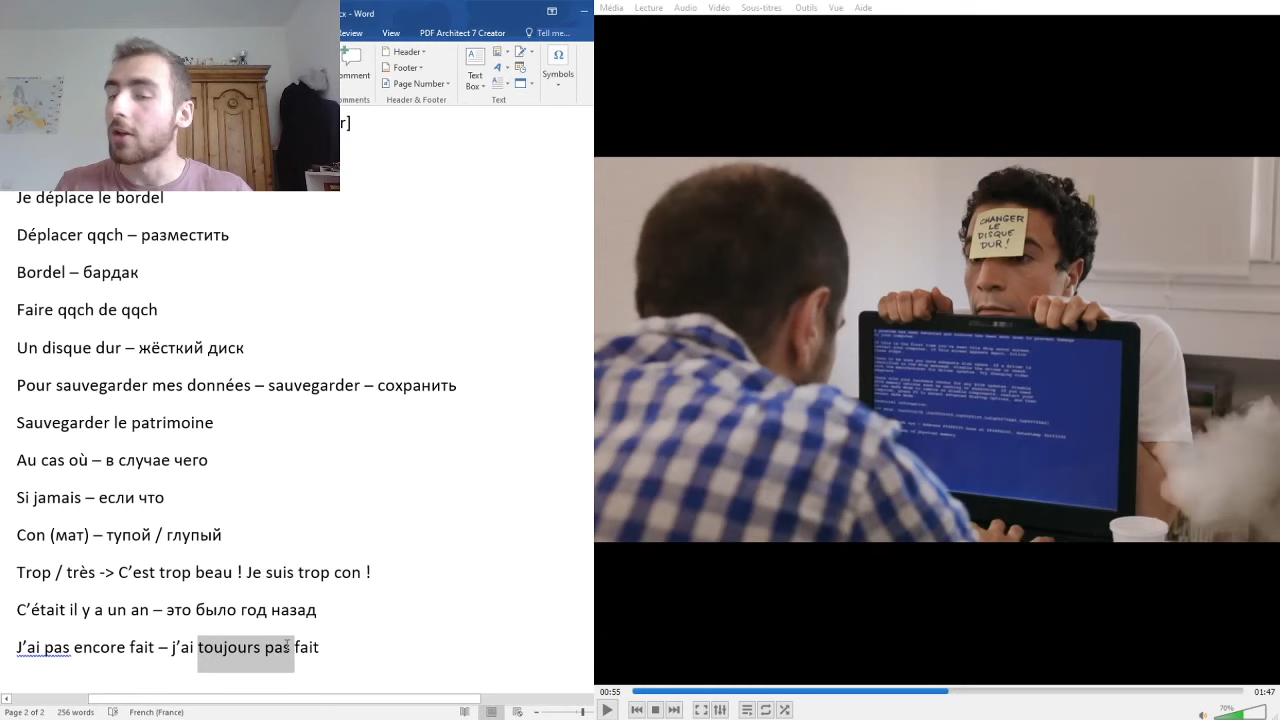 cx - Word
Review View PDF Architect 7 Creator Tell me...
omment
Header
Footer
Page Number
Text Box
Symbols
mments Header & Footer Text
r]
Je déplace le bordel
Déplacer qqch – разместить
Bordel – бардак
Faire qqch de qqch
Un disque dur – жёсткий диск
Pour sauvegarder mes données – sauvegarder – сохранить
Sauvegarder le patrimoine
Au cas où – в случае чего
Si jamais – если что
Con (мат) – тупой / глупый
Trop / très -> C’est trop beau ! Je suis trop con !
C’était il y a un an – это было год назад
J’ai pas encore fait – j’ai toujours pas fait
Page 2 of 2 256 words French (France)
Média Lecture Audio Vidéo Sous-titres Outils Vue Aide
CHANGER
LE
DISQUE
DUR !
00:55 01:47
70%